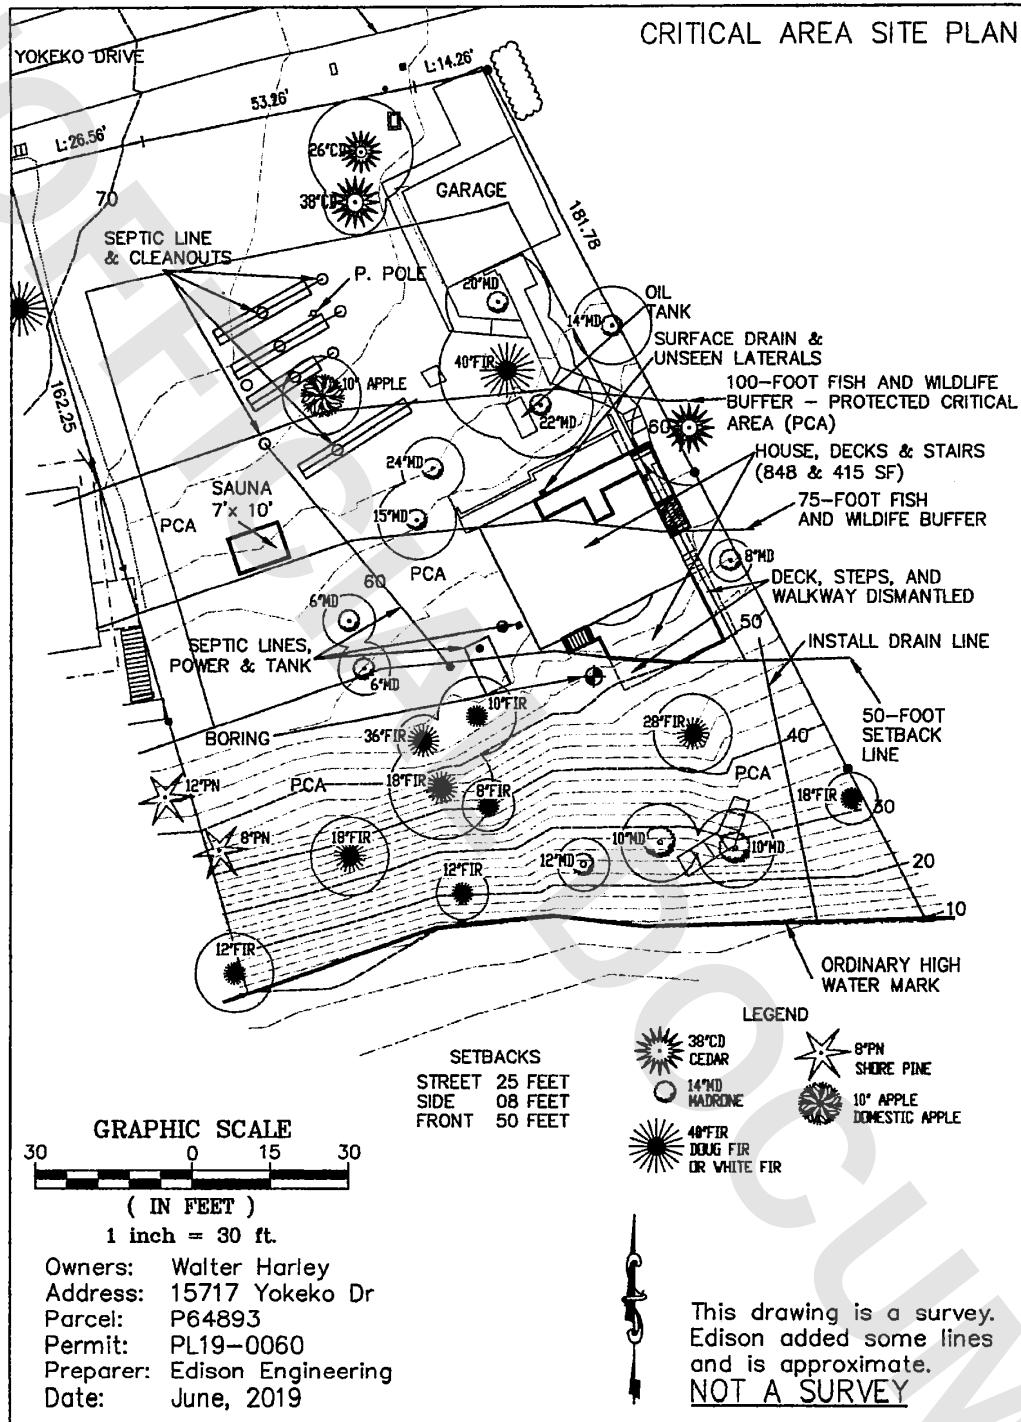 CRITICAL AREA SITE PLAN
YOKEKO DRIVE
L:14.26'
53.26'
L:26.56'
26"CD
38"CD
70
GARAGE
181.78
SEPTIC LINE
& CLEANOUTS
P. POLE
20"MD
OIL
TANK
14"MD
SURFACE DRAIN &
UNSEEN LATERALS
40"FIR
10" APPLE
100-FOOT FISH AND WILDLIFE
BUFFER - PROTECTED CRITICAL
AREA (PCA)
162.25
22"MD
60
HOUSE, DECKS & STAIRS
(848 & 415 SF)
24"MD
SAUNA
7'x 10'
PCA
15"MD
75-FOOT FISH
AND WLDIFE BUFFER
8"MD
PCA
60
DECK, STEPS, AND
WALKWAY DISMANTLED
6"MD
50
SEPTIC LINES,
POWER & TANK
INSTALL DRAIN LINE
6"MD
10"FIR
28"FIR
50-FOOT
SETBACK
LINE
BORING
36"FIR
40
PCA
18"FIR
PCA
12"PN
8"FIR
18"FIR
30
8"PN
18"FIR
10"MD
10"MD
12"MD
20
12"FIR
10
12"FIR
ORDINARY HIGH
WATER MARK
LEGEND
38"CD
CEDAR
8"PN
SHORE PINE
14"MD
MADRONE
10" APPLE
DOMESTIC APPLE
40"FIR
DOUG FIR
OR WHITE FIR
SETBACKS
STREET 25 FEET
SIDE 08 FEET
FRONT 50 FEET
GRAPHIC SCALE
30 0 15 30
( IN FEET )
1 inch = 30 ft.
Owners: Walter Harley
Address: 15717 Yokeko Dr
Parcel: P64893
Permit: PL19-0060
Preparer: Edison Engineering
Date: June, 2019
This drawing is a survey.
Edison added some lines
and is approximate.
NOT A SURVEY